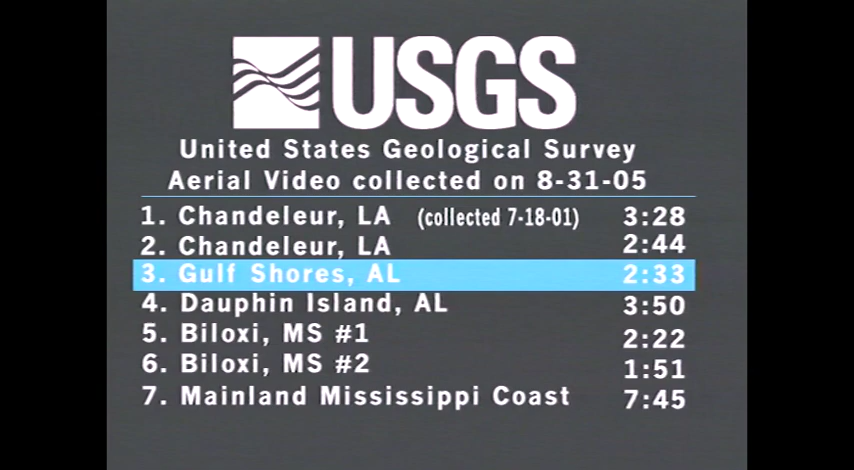 USGS
United States Geological Survey
Aerial Video collected on 8-31-05
1. Chandeleur, LA (collected 7-18-01) 3:28
2. Chandeleur, LA 2:44
3. Gulf Shores, AL 2:33
4. Dauphin Island, AL 3:50
5. Biloxi, MS #1 2:22
6. Biloxi, MS #2 1:51
7. Mainland Mississippi Coast 7:45